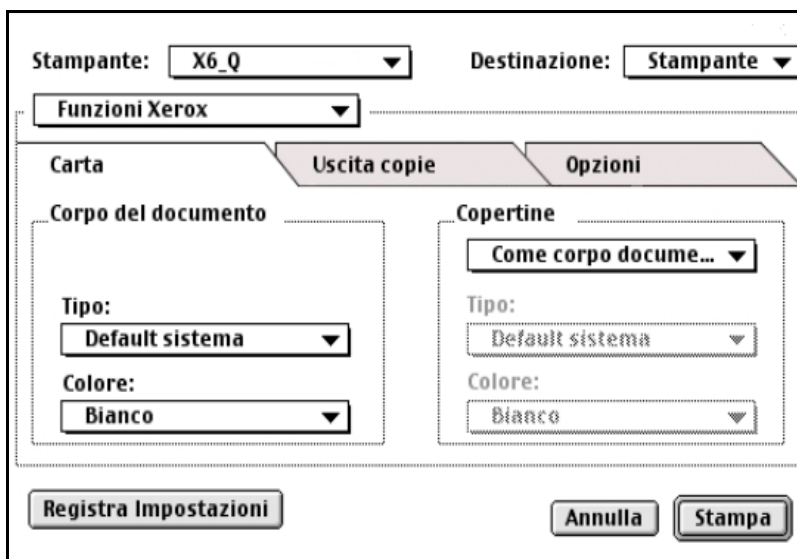 Stampante: X6_Q Destinazione: Stampante
Funzioni Xerox
Carta Uscita copie Opzioni
Corpo del documento Copertine
Come corpo docume...
Tipo: Tipo:
Default sistema Default sistema
Colore: Colore:
Bianco Bianco
Registra Impostazioni Annulla Stampa